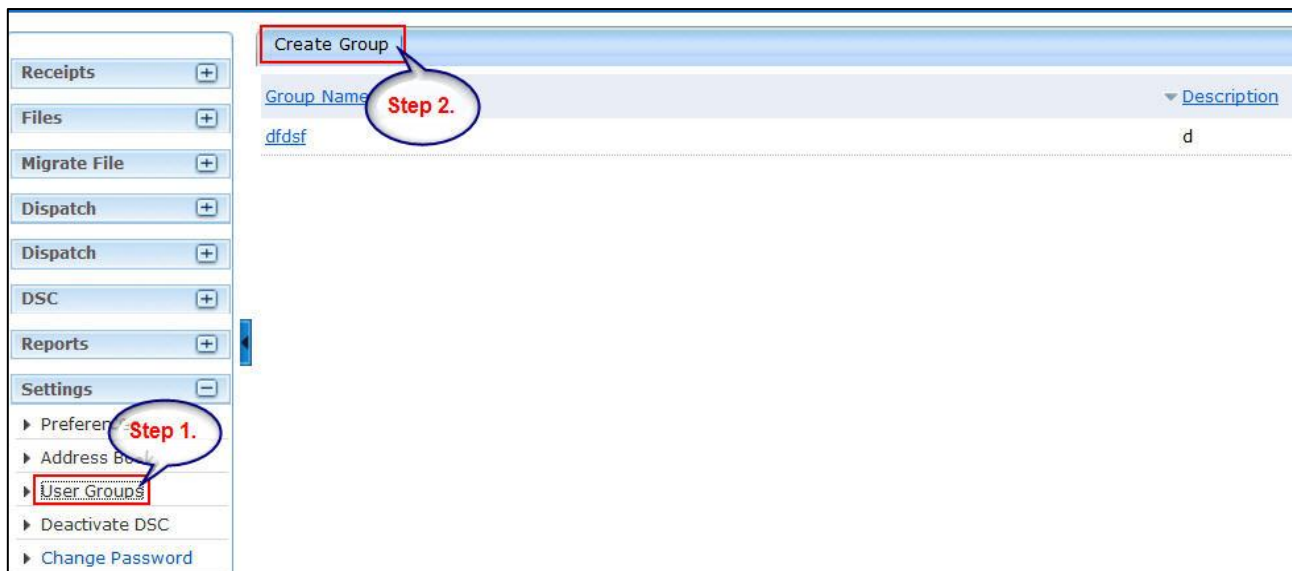 Create Group
Receipts
Files
Migrate File
Dispatch
Dispatch
DSC
Reports
Settings
Step 1.
Address
User Groups
Deactivate DSC
Change Password
Group Name
Description
Step 2.
dfdsf
d